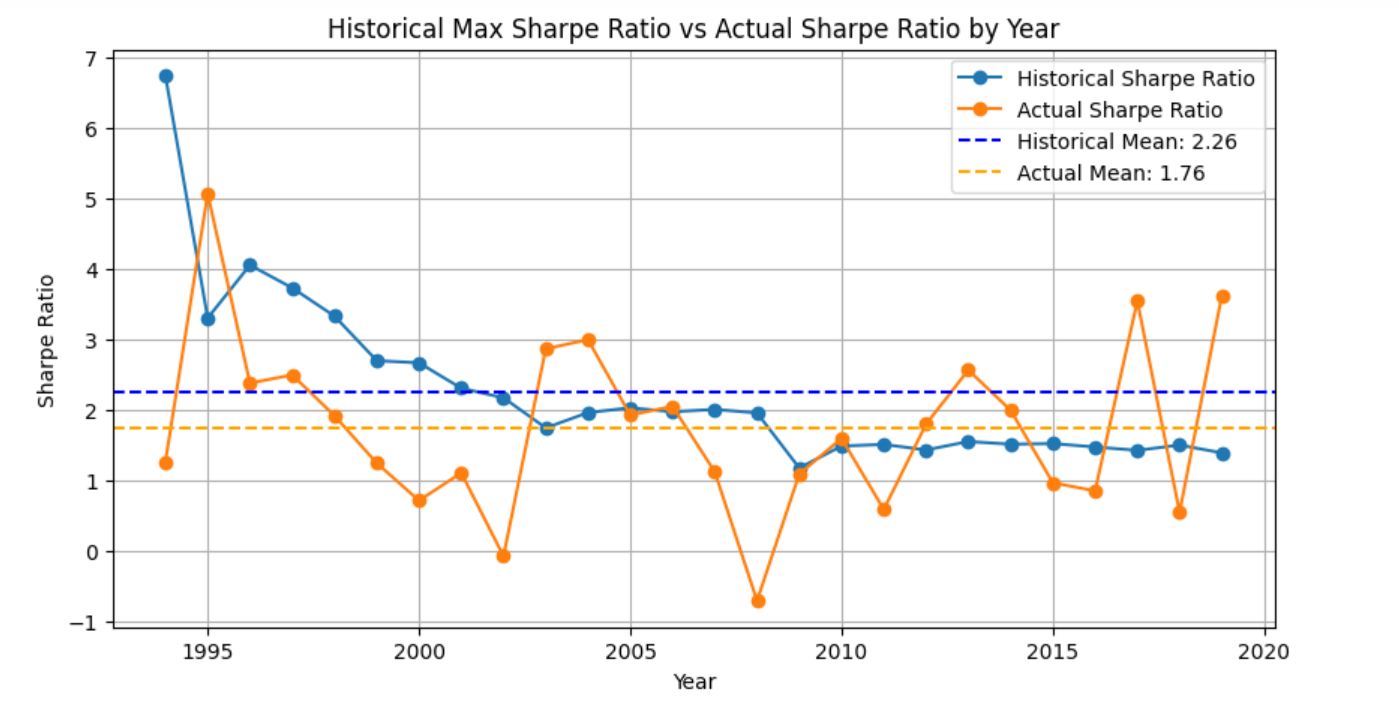 Historical Max Sharpe Ratio vs Actual Sharpe Ratio by Year
7
6
5
4
3
2
1
0
−1
Sharpe Ratio
Historical Sharpe Ratio
Actual Sharpe Ratio
Historical Mean: 2.26
Actual Mean: 1.76
1995 2000 2005 2010 2015 2020
Year